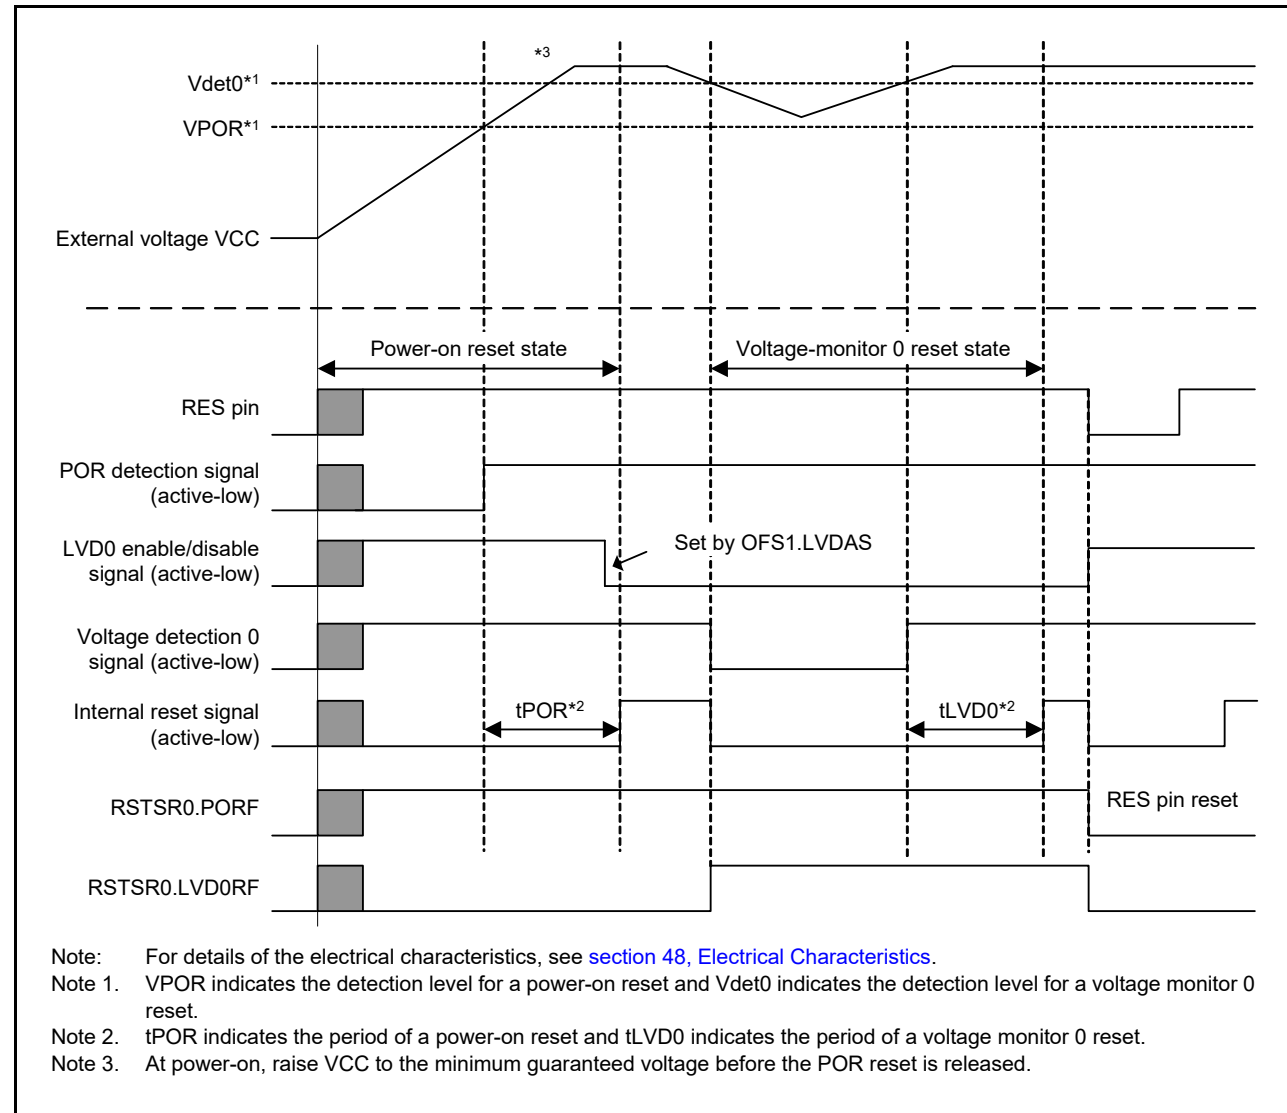 *3
Vdet0*1
VPOR*1
External voltage VCC
Power-on reset state
Voltage-monitor 0 reset state
RES pin
POR detection signal
(active-low)
LVD0 enable/disable
signal (active-low)
Set by OFS1.LVDAS
Voltage detection 0
signal (active-low)
Internal reset signal
(active-low)
tPOR*2
tLVD0*2
RSTSR0.PORF
RES pin reset
RSTSR0.LVD0RF
Note: For details of the electrical characteristics, see section 48, Electrical Characteristics.
Note 1. VPOR indicates the detection level for a power-on reset and Vdet0 indicates the detection level for a voltage monitor 0
reset.
Note 2. tPOR indicates the period of a power-on reset and tLVD0 indicates the period of a voltage monitor 0 reset.
Note 3. At power-on, raise VCC to the minimum guaranteed voltage before the POR reset is released.